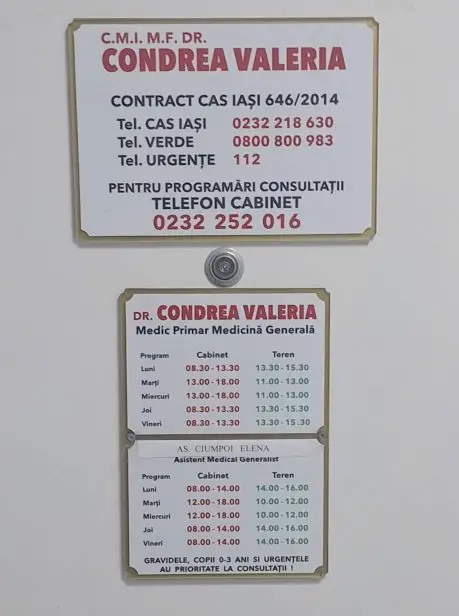 C.M.I. M.F. DR.
CONDREA VALERIA
CONTRACT CAS IAȘI 646/2014
Tel. CAS IAȘI 0232 218 630
Tel. VERDE 0800 800 983
Tel. URGENȚE 112
PENTRU PROGRAMĂRI CONSULTAȚII
TELEFON CABINET
0232 252 016
DR. CONDREA VALERIA
Medic Primar Medicină Generală
Program Cabinet Teren
Luni 08.30 - 13.30 13.30 - 15.30
Marți 13.00 - 18.00 11.00 - 13.00
Miercuri 13.00 - 18.00 11.00 - 13.00
Joi 08.30 - 13.30 13.30 - 15.30
Vineri 08.30 - 13.30 13.30 - 15.30
AS. CIUMPOI ELENA
Asistent Medical Generalist
Program Cabinet Teren
Luni 08.00 - 14.00 14.00 - 16.00
Marți 12.00 - 18.00 10.00 - 12.00
Miercuri 12.00 - 18.00 10.00 - 12.00
Joi 08.00 - 14.00 14.00 - 16.00
Vineri 08.00 - 14.00 14.00 - 16.00
GRAVIDELE, COPII 0-3 ANI SI URGENȚELE
AU PRIORITATE LA CONSULTAȚII !